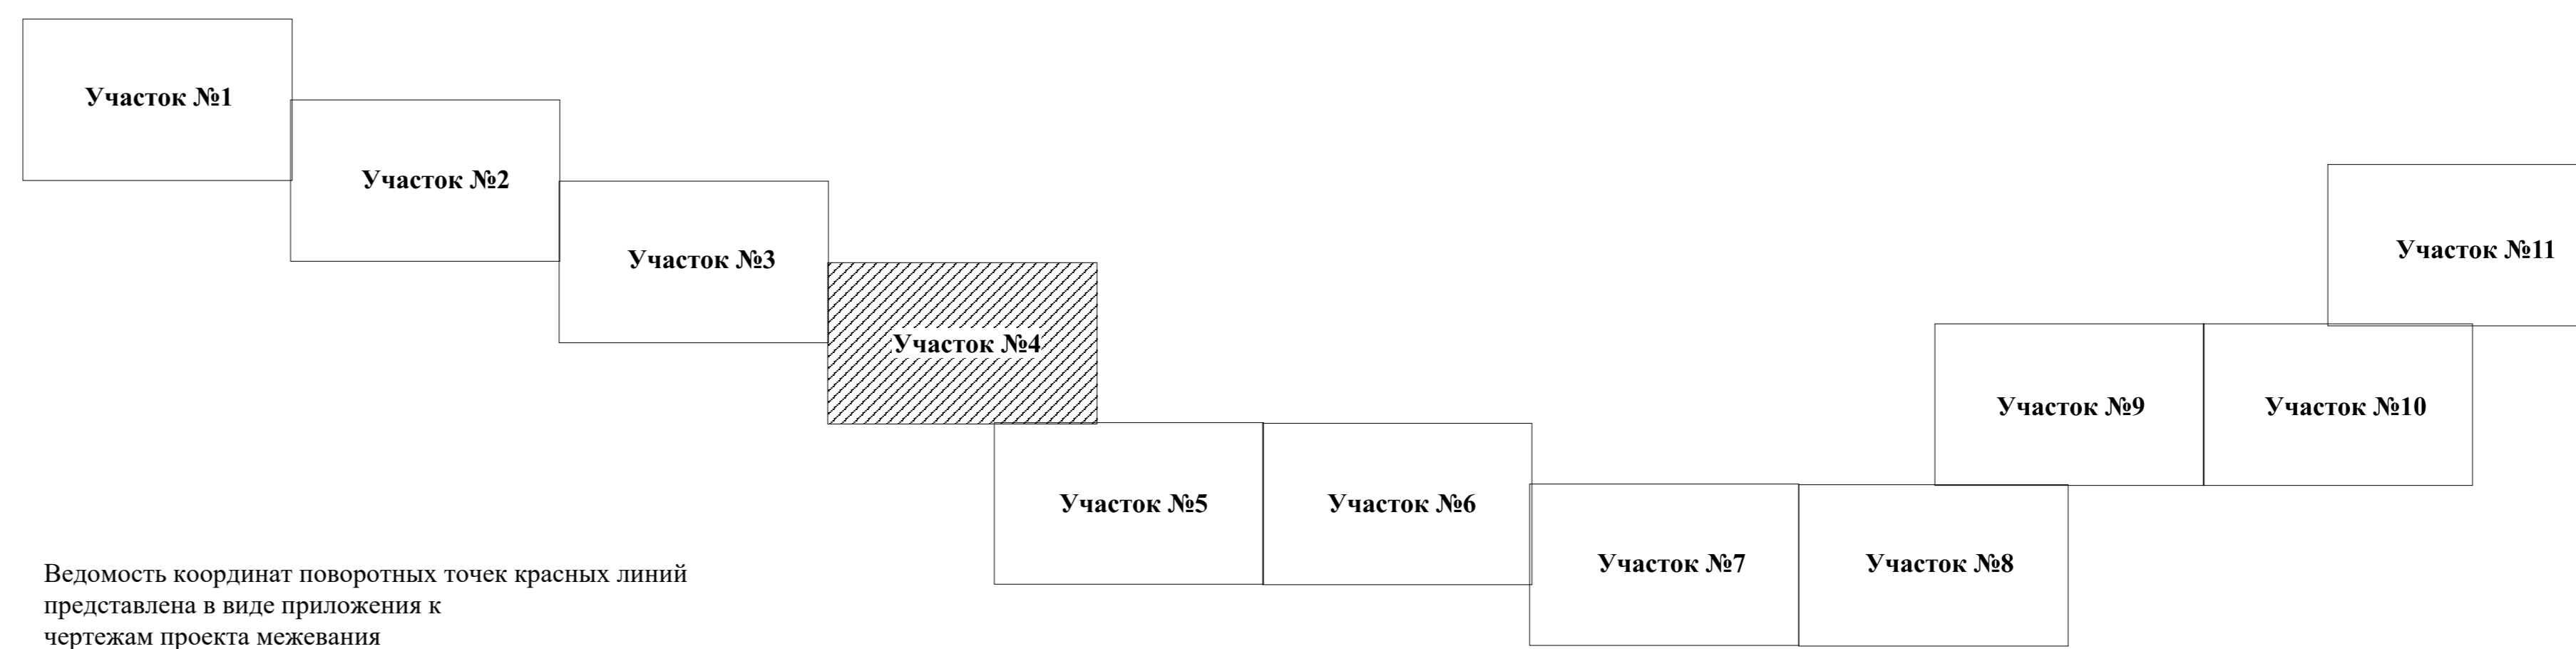 Участок №1
Участок №2
Участок №3
Участок №4
Участок №5
Участок №6
Участок №7
Участок №8
Участок №9
Участок №10
Участок №11
Ведомость координат поворотных точек красных линий
представлена в виде приложения к
чертежам проекта межевания